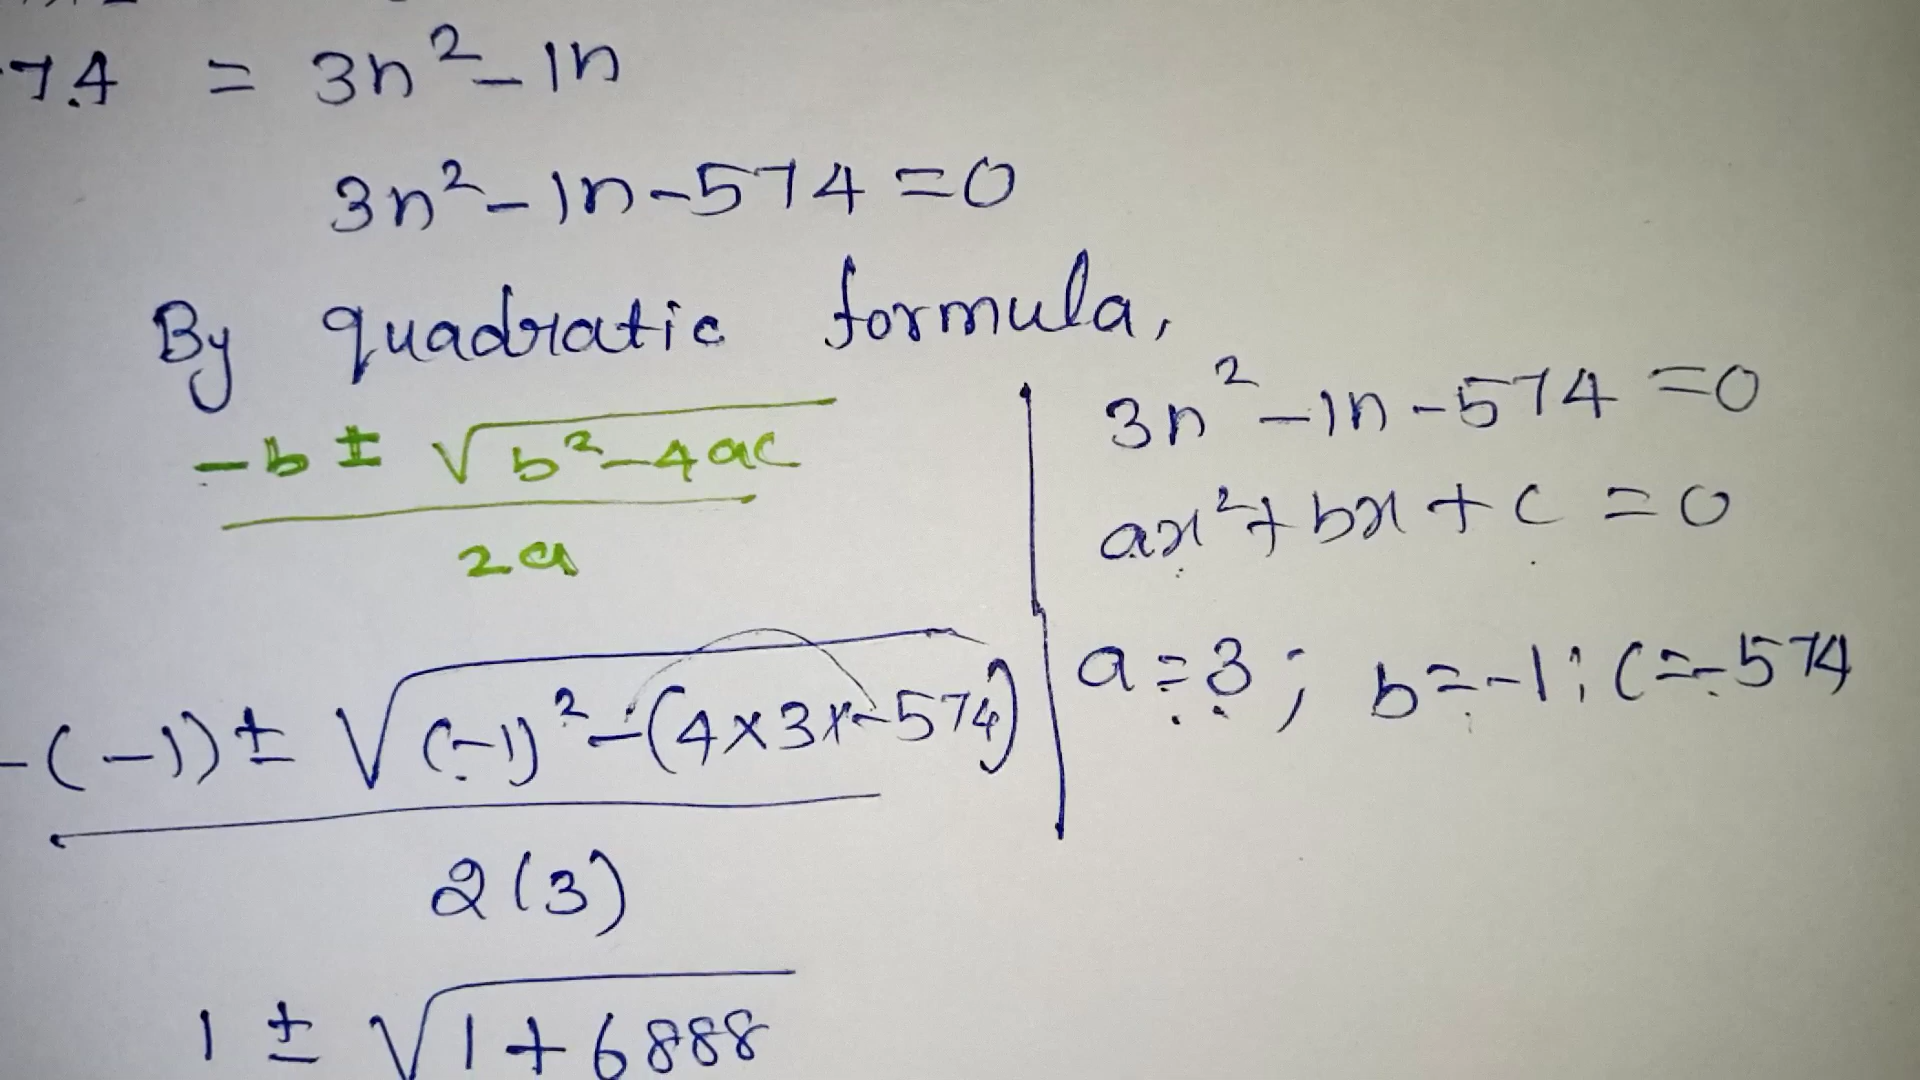 74 = 3n² - 1n
3n² - 1n - 574 = 0
By quadratic formula,
-b ± √b² - 4ac
2a
3n² - 1n - 574 = 0
ax² + bx + c = 0
a = 3 ; b = -1 ; c = -574
-(-1) ± √(-1)² - (4×3×-574)
2(3)
1 ± √1 + 6888